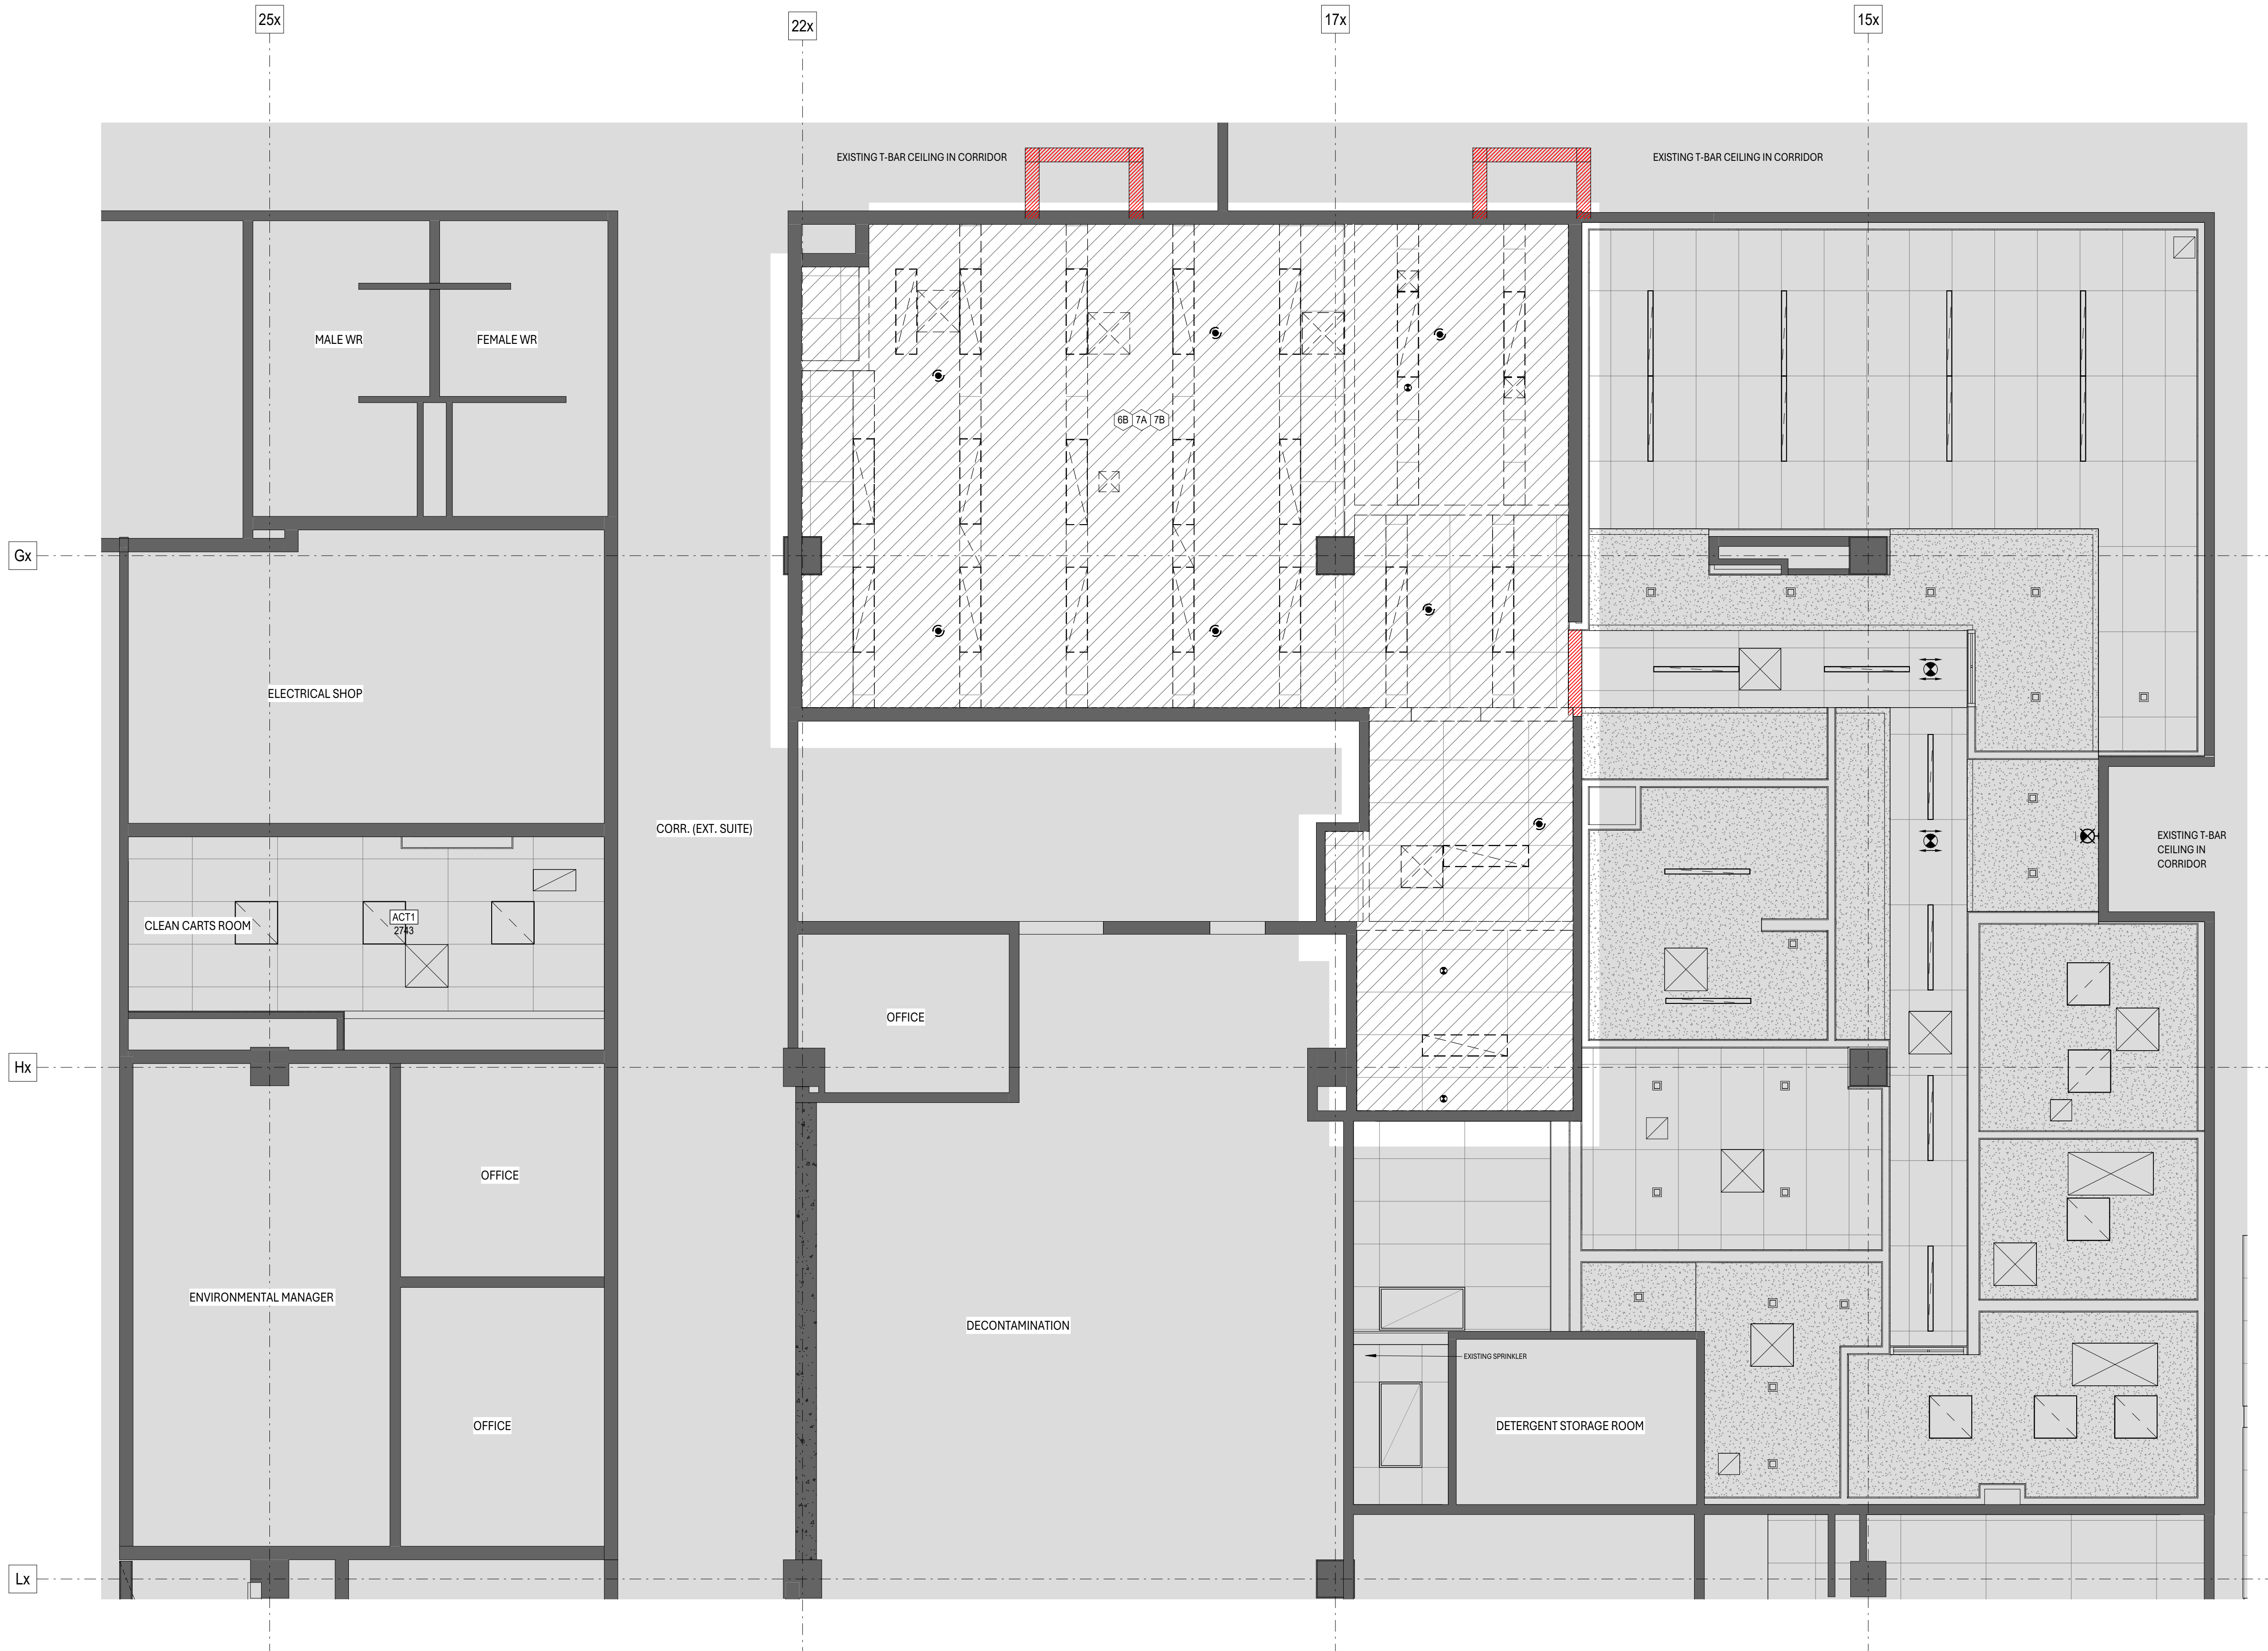 25x
22x
17x
15x
EXISTING T-BAR CEILING IN CORRIDOR
EXISTING T-BAR CEILING IN CORRIDOR
MALE WR
FEMALE WR
6B
7A
7B
Gx
ELECTRICAL SHOP
CORR. (EXT. SUITE)
EXISTING T-BAR
CEILING IN
CORRIDOR
ACT1
2743
CLEAN CARTS ROOM
OFFICE
Hx
OFFICE
ENVIRONMENTAL MANAGER
DECONTAMINATION
EXISTING SPRINKLER
OFFICE
DETERGENT STORAGE ROOM
Lx